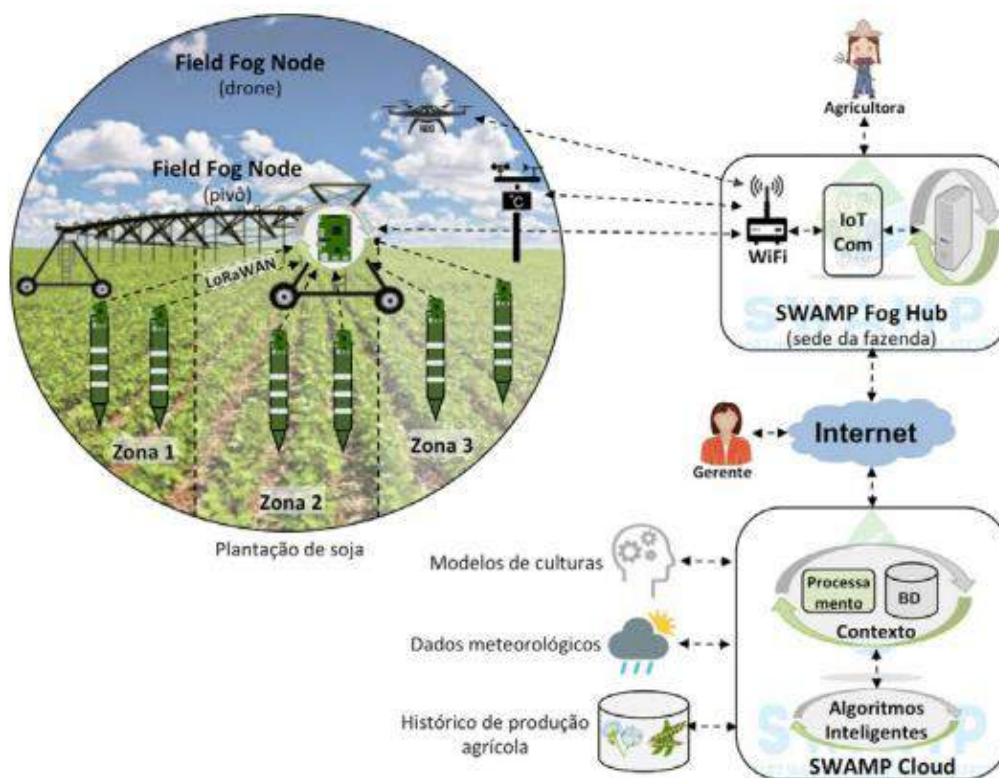 Field Fog Node
(drone)
Field Fog Node
(pivô)
LoRaWAN
°C
Zona 1
Zona 2
Zona 3
Plantação de soja
Agricultora
WiFi
IoT
Com
SWAMP Fog Hub
(sede da fazenda)
Internet
Gerente
Modelos de culturas
Dados meteorológicos
Histórico de produção
agrícola
Processa
mento
BD
Contexto
Algoritmos
Inteligentes
SWAMP Cloud